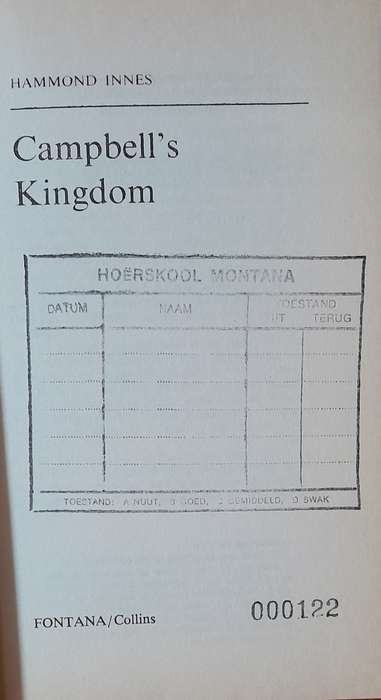 HAMMOND INNES
Campbell's
Kingdom
HOËRSKOOL MONTANA
DATUM NAAM TOESTAND
UIT TERUG
TOESTAND: A NUUT, B GOED, C GEMIDDELD, D SWAK
FONTANA/Collins 000122